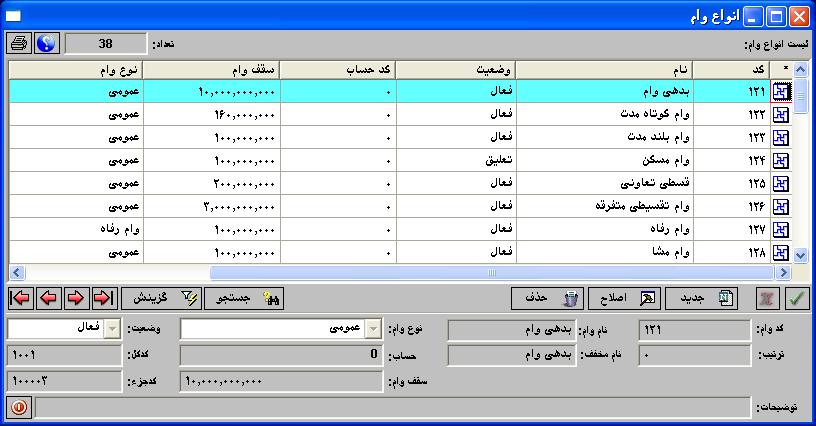 انواع وام
لیست انواع وام: تعداد: 38
* کد نام وضعیت کد حساب سقف وام نوع وام
۱۲۱ بدهی وام فعال ۰ ۱۰,۰۰۰,۰۰۰,۰۰۰ عمومی
۱۲۲ وام کوتاه مدت فعال ۰ ۱۶۰,۰۰۰,۰۰۰ عمومی
۱۲۳ وام بلند مدت فعال ۰ ۱۰۰,۰۰۰,۰۰۰ عمومی
۱۲۴ وام مسکن تعلیق ۰ ۱۰۰,۰۰۰,۰۰۰ عمومی
۱۲۵ قسطی تعاونی فعال ۰ ۲۰۰,۰۰۰,۰۰۰ عمومی
۱۲۶ وام تقسیطی متفرقه فعال ۰ ۳,۰۰۰,۰۰۰,۰۰۰ عمومی
۱۲۷ وام رفاه فعال ۰ ۱۰۰,۰۰۰,۰۰۰ وام رفاه
۱۲۸ وام مشا فعال ۰ ۱۰۰,۰۰۰,۰۰۰ عمومی
جدید اصلاح حذف جستجو گزینش
کد وام: ۱۲۱ نام وام: بدهی وام نوع وام: عمومی وضعیت: فعال
ترتیب: ۰ نام مخفف: بدهی وام حساب: 0 کدکل: ۱۰۰۱
سقف وام: ۱۰,۰۰۰,۰۰۰,۰۰۰ کدجزء: ۱۰۰۰۰۳
توضیحات: